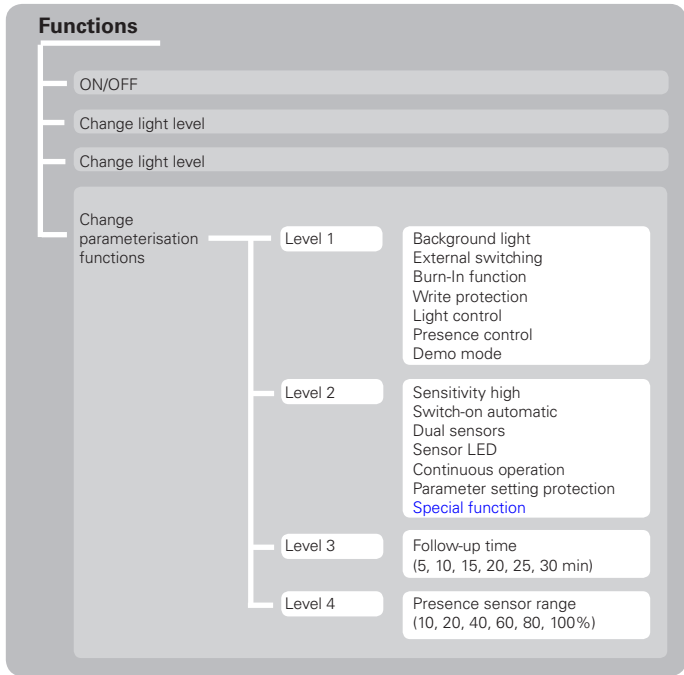 Functions
ON/OFF
Change light level
Change light level
Change
parameterisation
functions
Level 1
Background light
External switching
Burn-In function
Write protection
Light control
Presence control
Demo mode
Level 2
Sensitivity high
Switch-on automatic
Dual sensors
Sensor LED
Continuous operation
Parameter setting protection
Special function
Level 3
Follow-up time
(5, 10, 15, 20, 25, 30 min)
Level 4
Presence sensor range
(10, 20, 40, 60, 80, 100%)